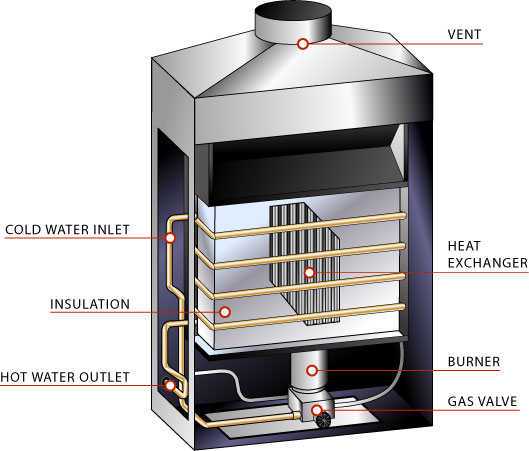 VENT
COLD WATER INLET
HEAT
EXCHANGER
INSULATION
BURNER
HOT WATER OUTLET
GAS VALVE